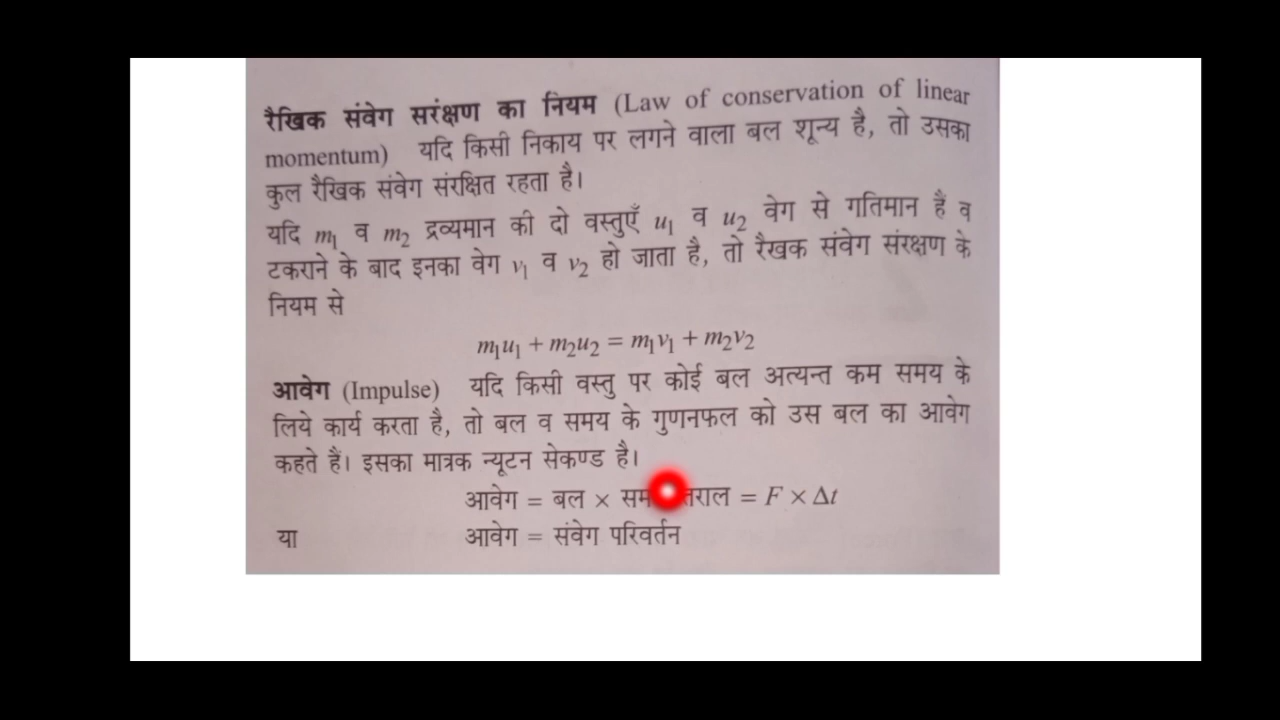 रैखिक संवेग सरंक्षण का नियम (Law of conservation of linear
momentum) यदि किसी निकाय पर लगने वाला बल शून्य है, तो उसका
कुल रैखिक संवेग संरक्षित रहता है।
यदि m₁ व m₂ द्रव्यमान की दो वस्तुएँ u₁ व u₂ वेग से गतिमान हैं व
टकराने के बाद इनका वेग v₁ व v₂ हो जाता है, तो रैखक संवेग संरक्षण के
नियम से
m₁u₁ + m₂u₂ = m₁v₁ + m₂v₂
आवेग (Impulse) यदि किसी वस्तु पर कोई बल अत्यन्त कम समय के
लिये कार्य करता है, तो बल व समय के गुणनफल को उस बल का आवेग
कहते हैं। इसका मात्रक न्यूटन सेकण्ड है।
आवेग = बल × = F × Δt
या आवेग = संवेग परिवर्तन